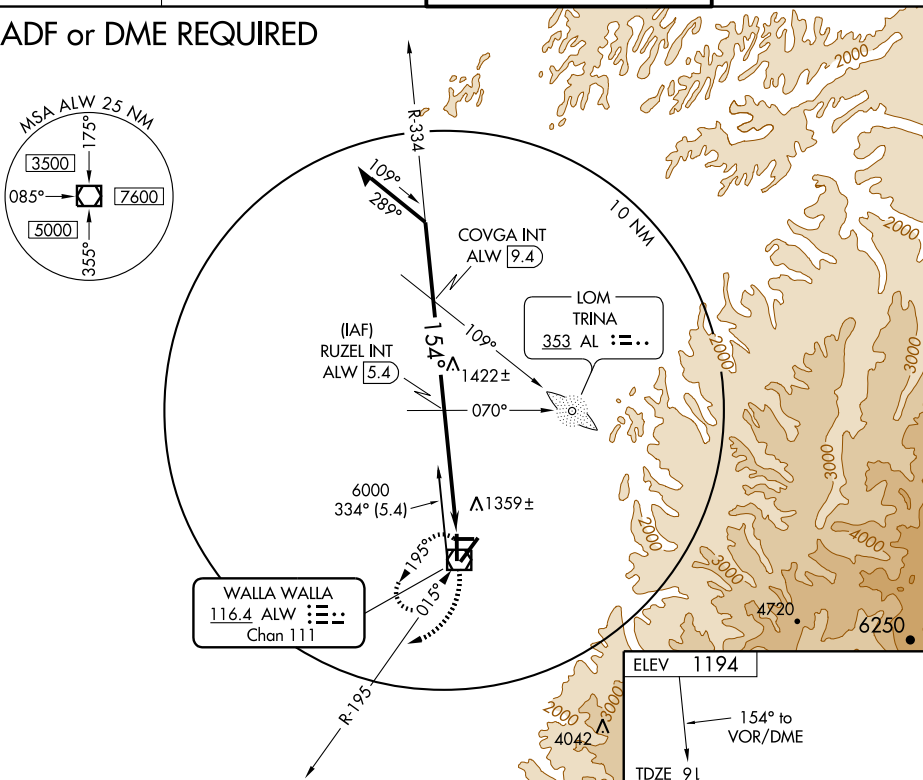 ADF or DME REQUIRED
MSA ALW 25 NM
175°
3500
085°
7600
5000
355°
R-334
109°
289°
10 NM
COVGA INT
ALW 9.4
LOM
TRINA
353 AL
109°
154°
(IAF)
RUZEL INT
ALW 5.4
1422±
070°
6000
334° (5.4)
1359±
195°
015°
WALLA WALLA
116.4 ALW
Chan 111
R-195
2000
2000
2000
3000
2000
3000
2000
3000
4000
4720
6250
2000
3000
4042
ELEV 1194
154° to
VOR/DME
TDZE 9L